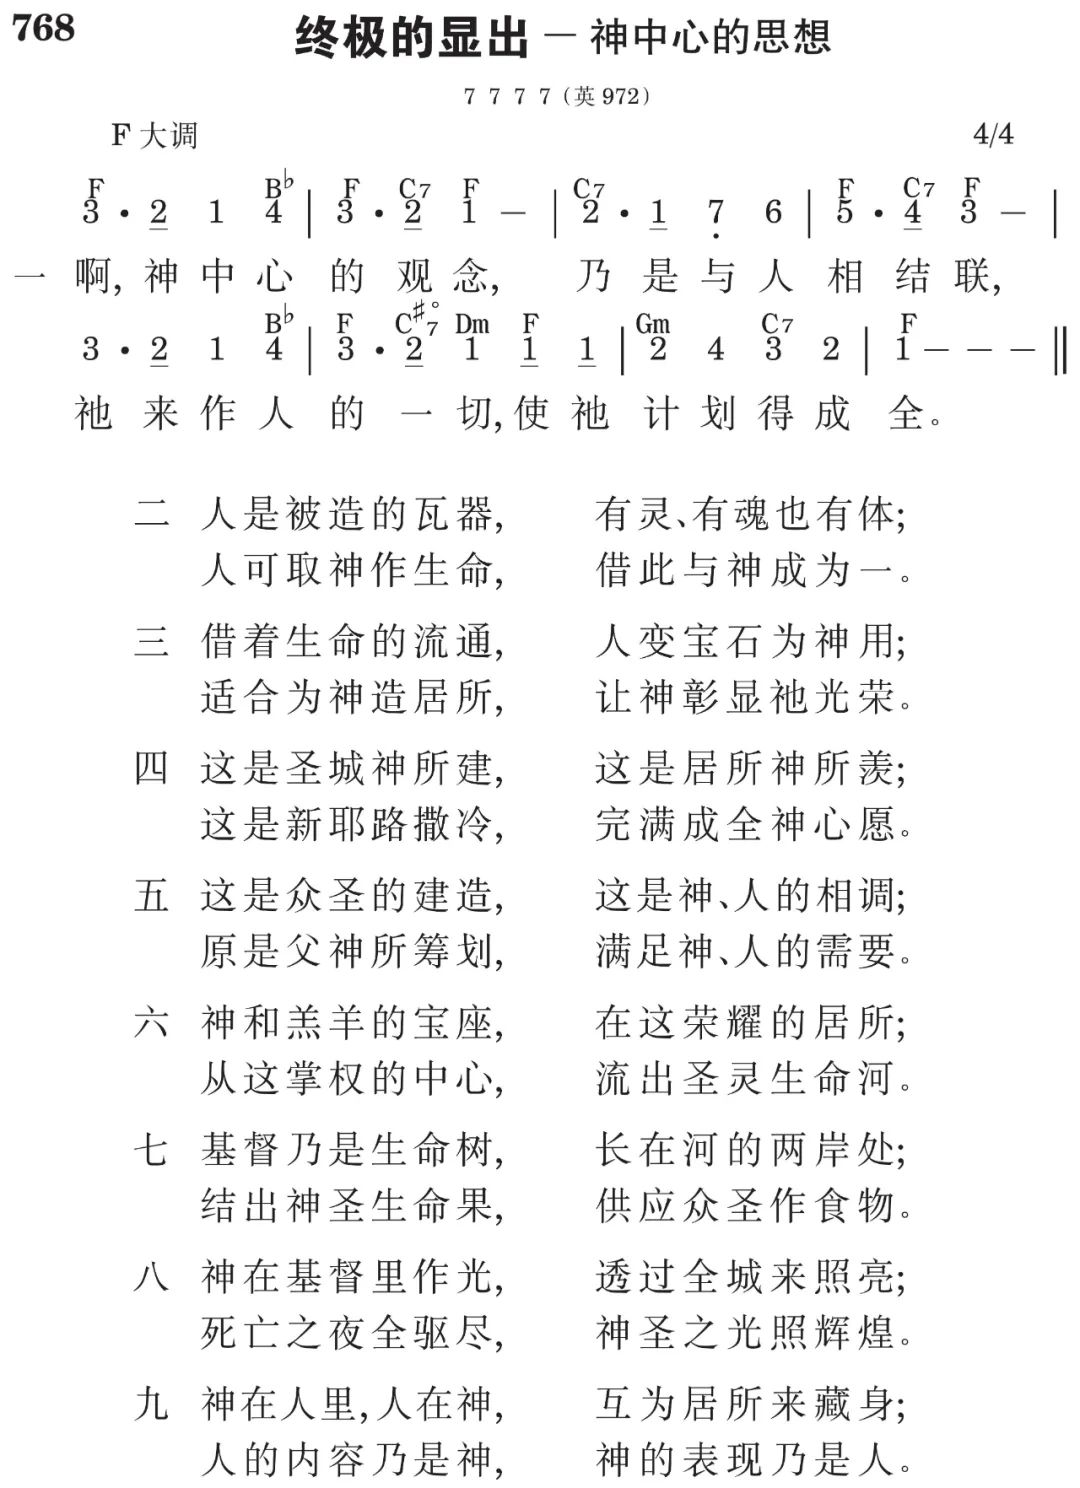 768
终极的显出 — 神中心的思想
7 7 7 7（英 972）
F 大调 4/4
F B♭ F C7 F C7 F C7 F
3 · 2 1 4 | 3 · 2 1 — | 2 · 1 7 6 | 5 · 4 3 — |
一 啊, 神 中 心 的 观 念, 乃 是 与 人 相 结 联,
B♭ F C♯°7 Dm F Gm C7 F
3 · 2 1 4 | 3 · 2 1 1 1 | 2 4 3 2 | 1 — — — ‖
祂 来 作 人 的 一 切, 使 祂 计 划 得 成 全。
二 人是被造的瓦器, 有灵、有魂也有体;
人可取神作生命, 借此与神成为一。
三 借着生命的流通, 人变宝石为神用;
适合为神造居所, 让神彰显祂光荣。
四 这是圣城神所建, 这是居所神所羡;
这是新耶路撒冷, 完满成全神心愿。
五 这是众圣的建造, 这是神、人的相调;
原是父神所筹划, 满足神、人的需要。
六 神和羔羊的宝座, 在这荣耀的居所;
从这掌权的中心, 流出圣灵生命河。
七 基督乃是生命树, 长在河的两岸处;
结出神圣生命果, 供应众圣作食物。
八 神在基督里作光, 透过全城来照亮;
死亡之夜全驱尽, 神圣之光照辉煌。
九 神在人里,人在神, 互为居所来藏身;
人的内容乃是神, 神的表现乃是人。